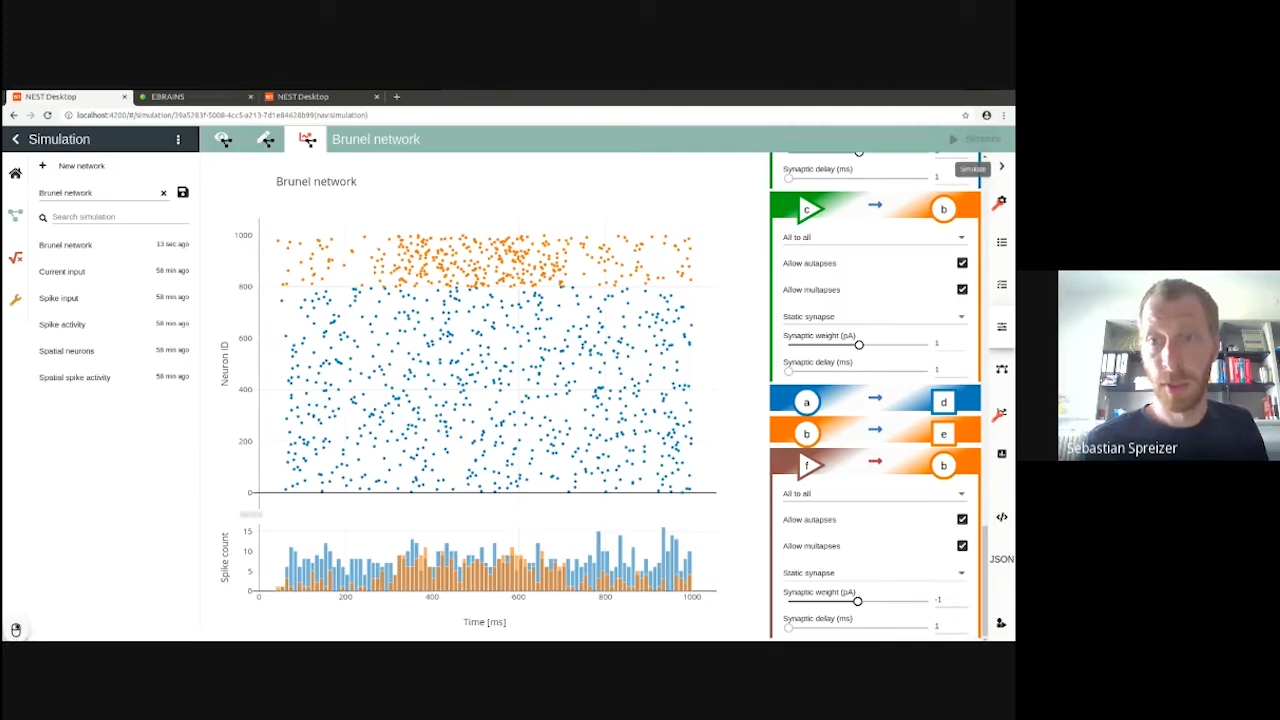 NEST Desktop
EBRAINS
NEST Desktop
Simulation
Brunel network
Simulate
New network
Brunel network
Search simulation
Brunel network 13 sec ago
Current input 58 min ago
Spike input 58 min ago
Spike activity 58 min ago
Spatial neurons 58 min ago
Spatial spike activity 58 min ago
Brunel network
1000
800
600
400
200
0
Neuron ID
15
10
5
0
Spike count
0 200 400 600 800 1000
Time [ms]
Synaptic delay (ms)
1
c b
All to all
Allow autapses
Allow multapses
Static synapse
Synaptic weight (pA)
1
Synaptic delay (ms)
1
a d
b e
f b
All to all
Allow autapses
Allow multapses
Static synapse
Synaptic weight (pA)
-1
Synaptic delay (ms)
1
JSON
Sebastian Spreizer